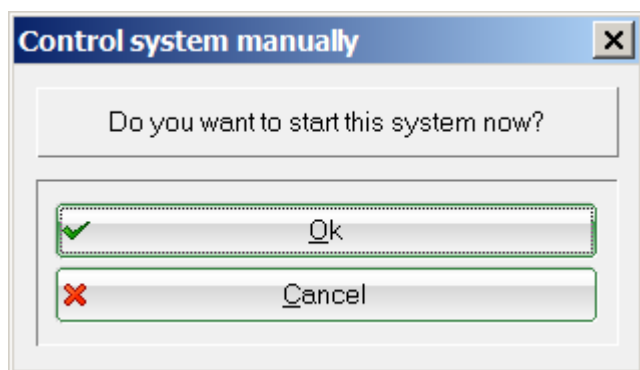 Control system manually
Do you want to start this system now?
Ok
Cancel